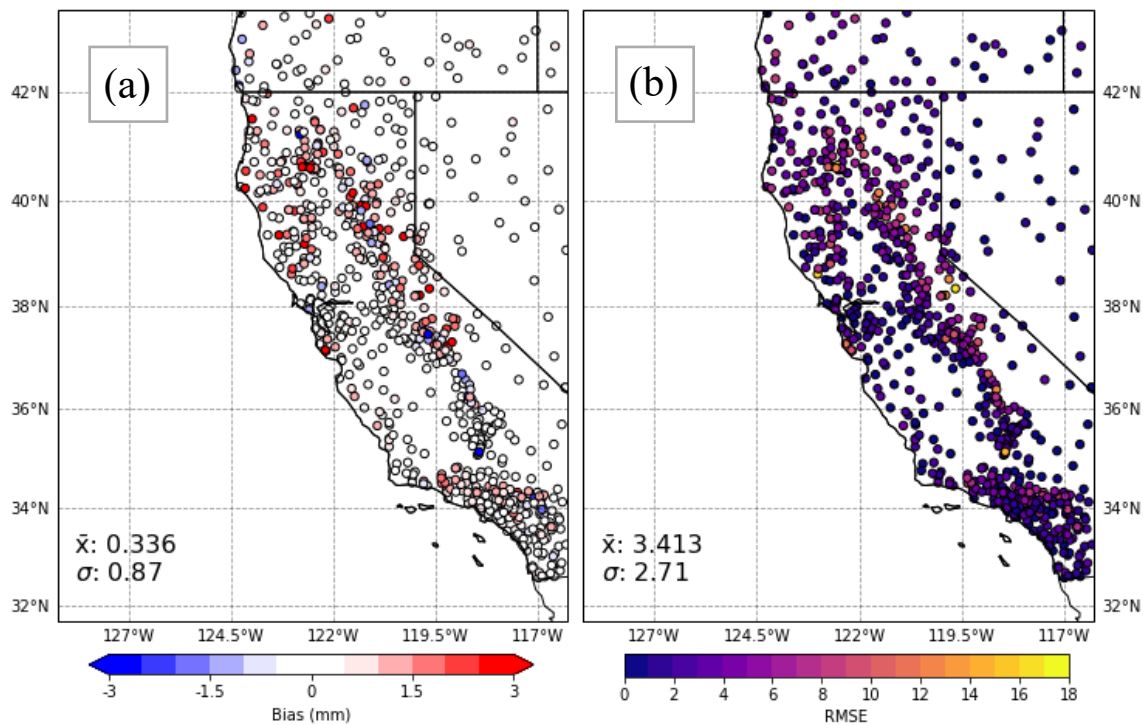 (a)
(b)
42°N
40°N
38°N
36°N
34°N
32°N
42°N
40°N
38°N
36°N
34°N
32°N
x̄: 0.336
σ: 0.87
x̄: 3.413
σ: 2.71
127°W 124.5°W 122°W 119.5°W 117°W
127°W 124.5°W 122°W 119.5°W 117°W
-3 -1.5 0 1.5 3
Bias (mm)
0 2 4 6 8 10 12 14 16 18
RMSE